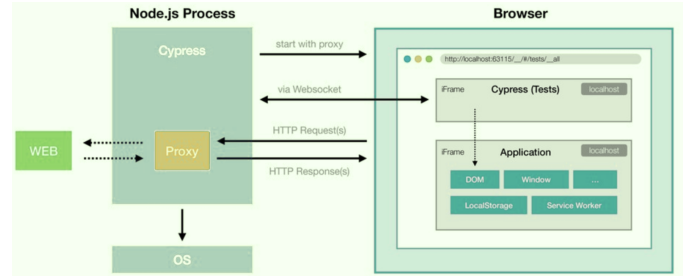 Node.js Process
Browser
Cypress
start with proxy
http://localhost:63115/__/#/tests/__all
iFrame
Cypress (Tests)
localhost
via Websocket
HTTP Request(s)
WEB
Proxy
iFrame
Application
localhost
HTTP Response(s)
DOM
Window
...
LocalStorage
Service Worker
OS